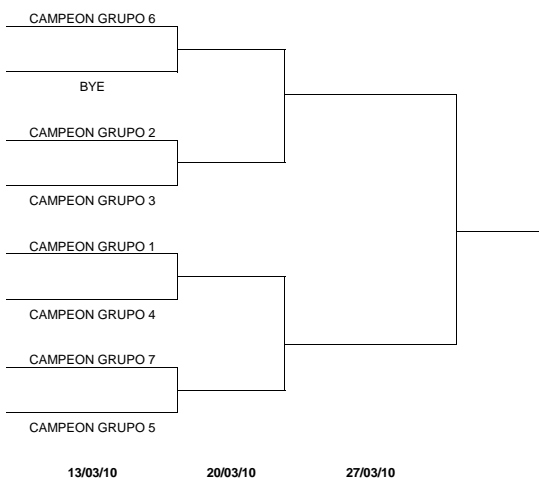 CAMPEON GRUPO 6
BYE
CAMPEON GRUPO 2
CAMPEON GRUPO 3
CAMPEON GRUPO 1
CAMPEON GRUPO 4
CAMPEON GRUPO 7
CAMPEON GRUPO 5
13/03/10 20/03/10 27/03/10